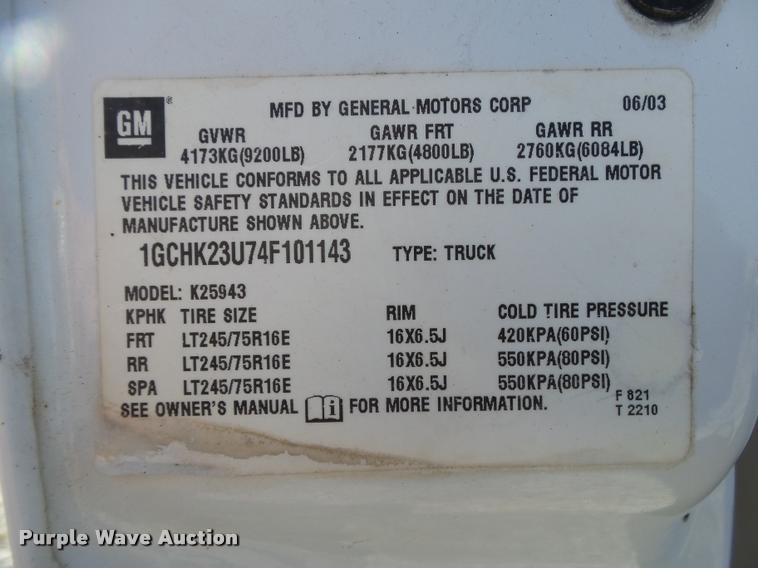 GM
®
MFD BY GENERAL MOTORS CORP 06/03
GVWR GAWR FRT GAWR RR
4173KG(9200LB) 2177KG(4800LB) 2760KG(6084LB)
THIS VEHICLE CONFORMS TO ALL APPLICABLE U.S. FEDERAL MOTOR
VEHICLE SAFETY STANDARDS IN EFFECT ON THE DATE OF
MANUFACTURE SHOWN ABOVE.
1GCHK23U74F101143 TYPE: TRUCK
MODEL: K25943
KPHK TIRE SIZE RIM COLD TIRE PRESSURE
FRT LT245/75R16E 16X6.5J 420KPA(60PSI)
RR LT245/75R16E 16X6.5J 550KPA(80PSI)
SPA LT245/75R16E 16X6.5J 550KPA(80PSI)
SEE OWNER'S MANUAL i FOR MORE INFORMATION.
F 821
T 2210
Purple Wave Auction